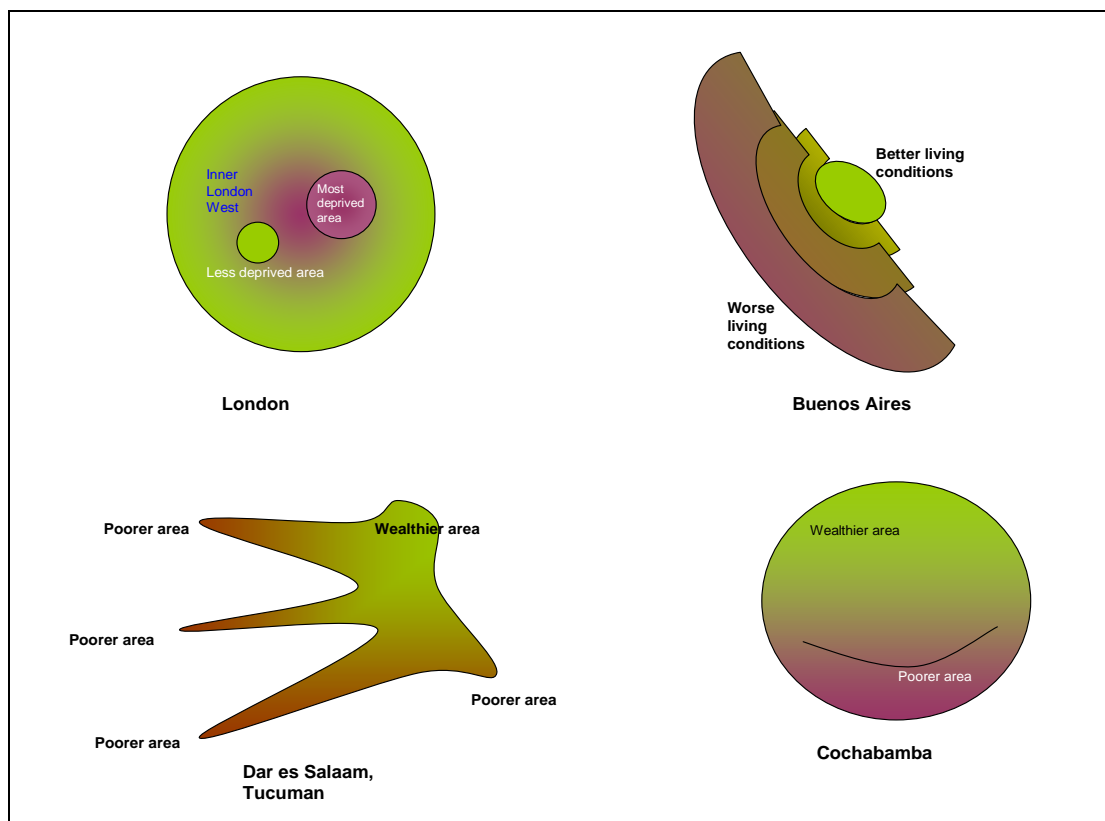 Inner
London
West
Most
deprived
area
Less deprived area
London
Better living
conditions
Worse
living
conditions
Buenos Aires
Poorer area
Wealthier area
Poorer area
Poorer area
Poorer area
Dar es Salaam,
Tucuman
Wealthier area
Poorer area
Cochabamba